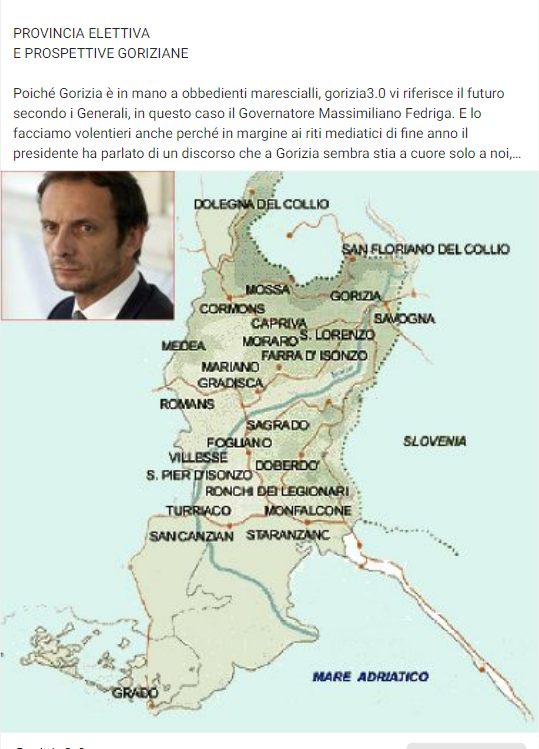 PROVINCIA ELETTIVA
E PROSPETTIVE GORIZIANE
Poiché Gorizia è in mano a obbedienti marescialli, gorizia3.0 vi riferisce il futuro
secondo i Generali, in questo caso il Governatore Massimiliano Fedriga. E lo
facciamo volentieri anche perché in margine ai riti mediatici di fine anno il
presidente ha parlato di un discorso che a Gorizia sembra stia a cuore solo a noi,...
DOLEGNA DEL COLLIO
SAN FLORIANO DEL COLLIO
MOSSA
GORIZIA
CORMONS
SAVOGNA
CAPRIVA
S. LORENZO
MORARO
MEDEA
FARRA D' ISONZO
MARIANO
GRADISCA
ROMANS
SAGRADO
FOGLIANO
SLOVENIA
VILLESSE
DOBERDO'
S. PIER D'ISONZO
RONCHI DEI LEGIONARI
TURRIACO
MONFALCONE
SAN CANZIAN
STARANZANC
MARE ADRIATICO
GRADO